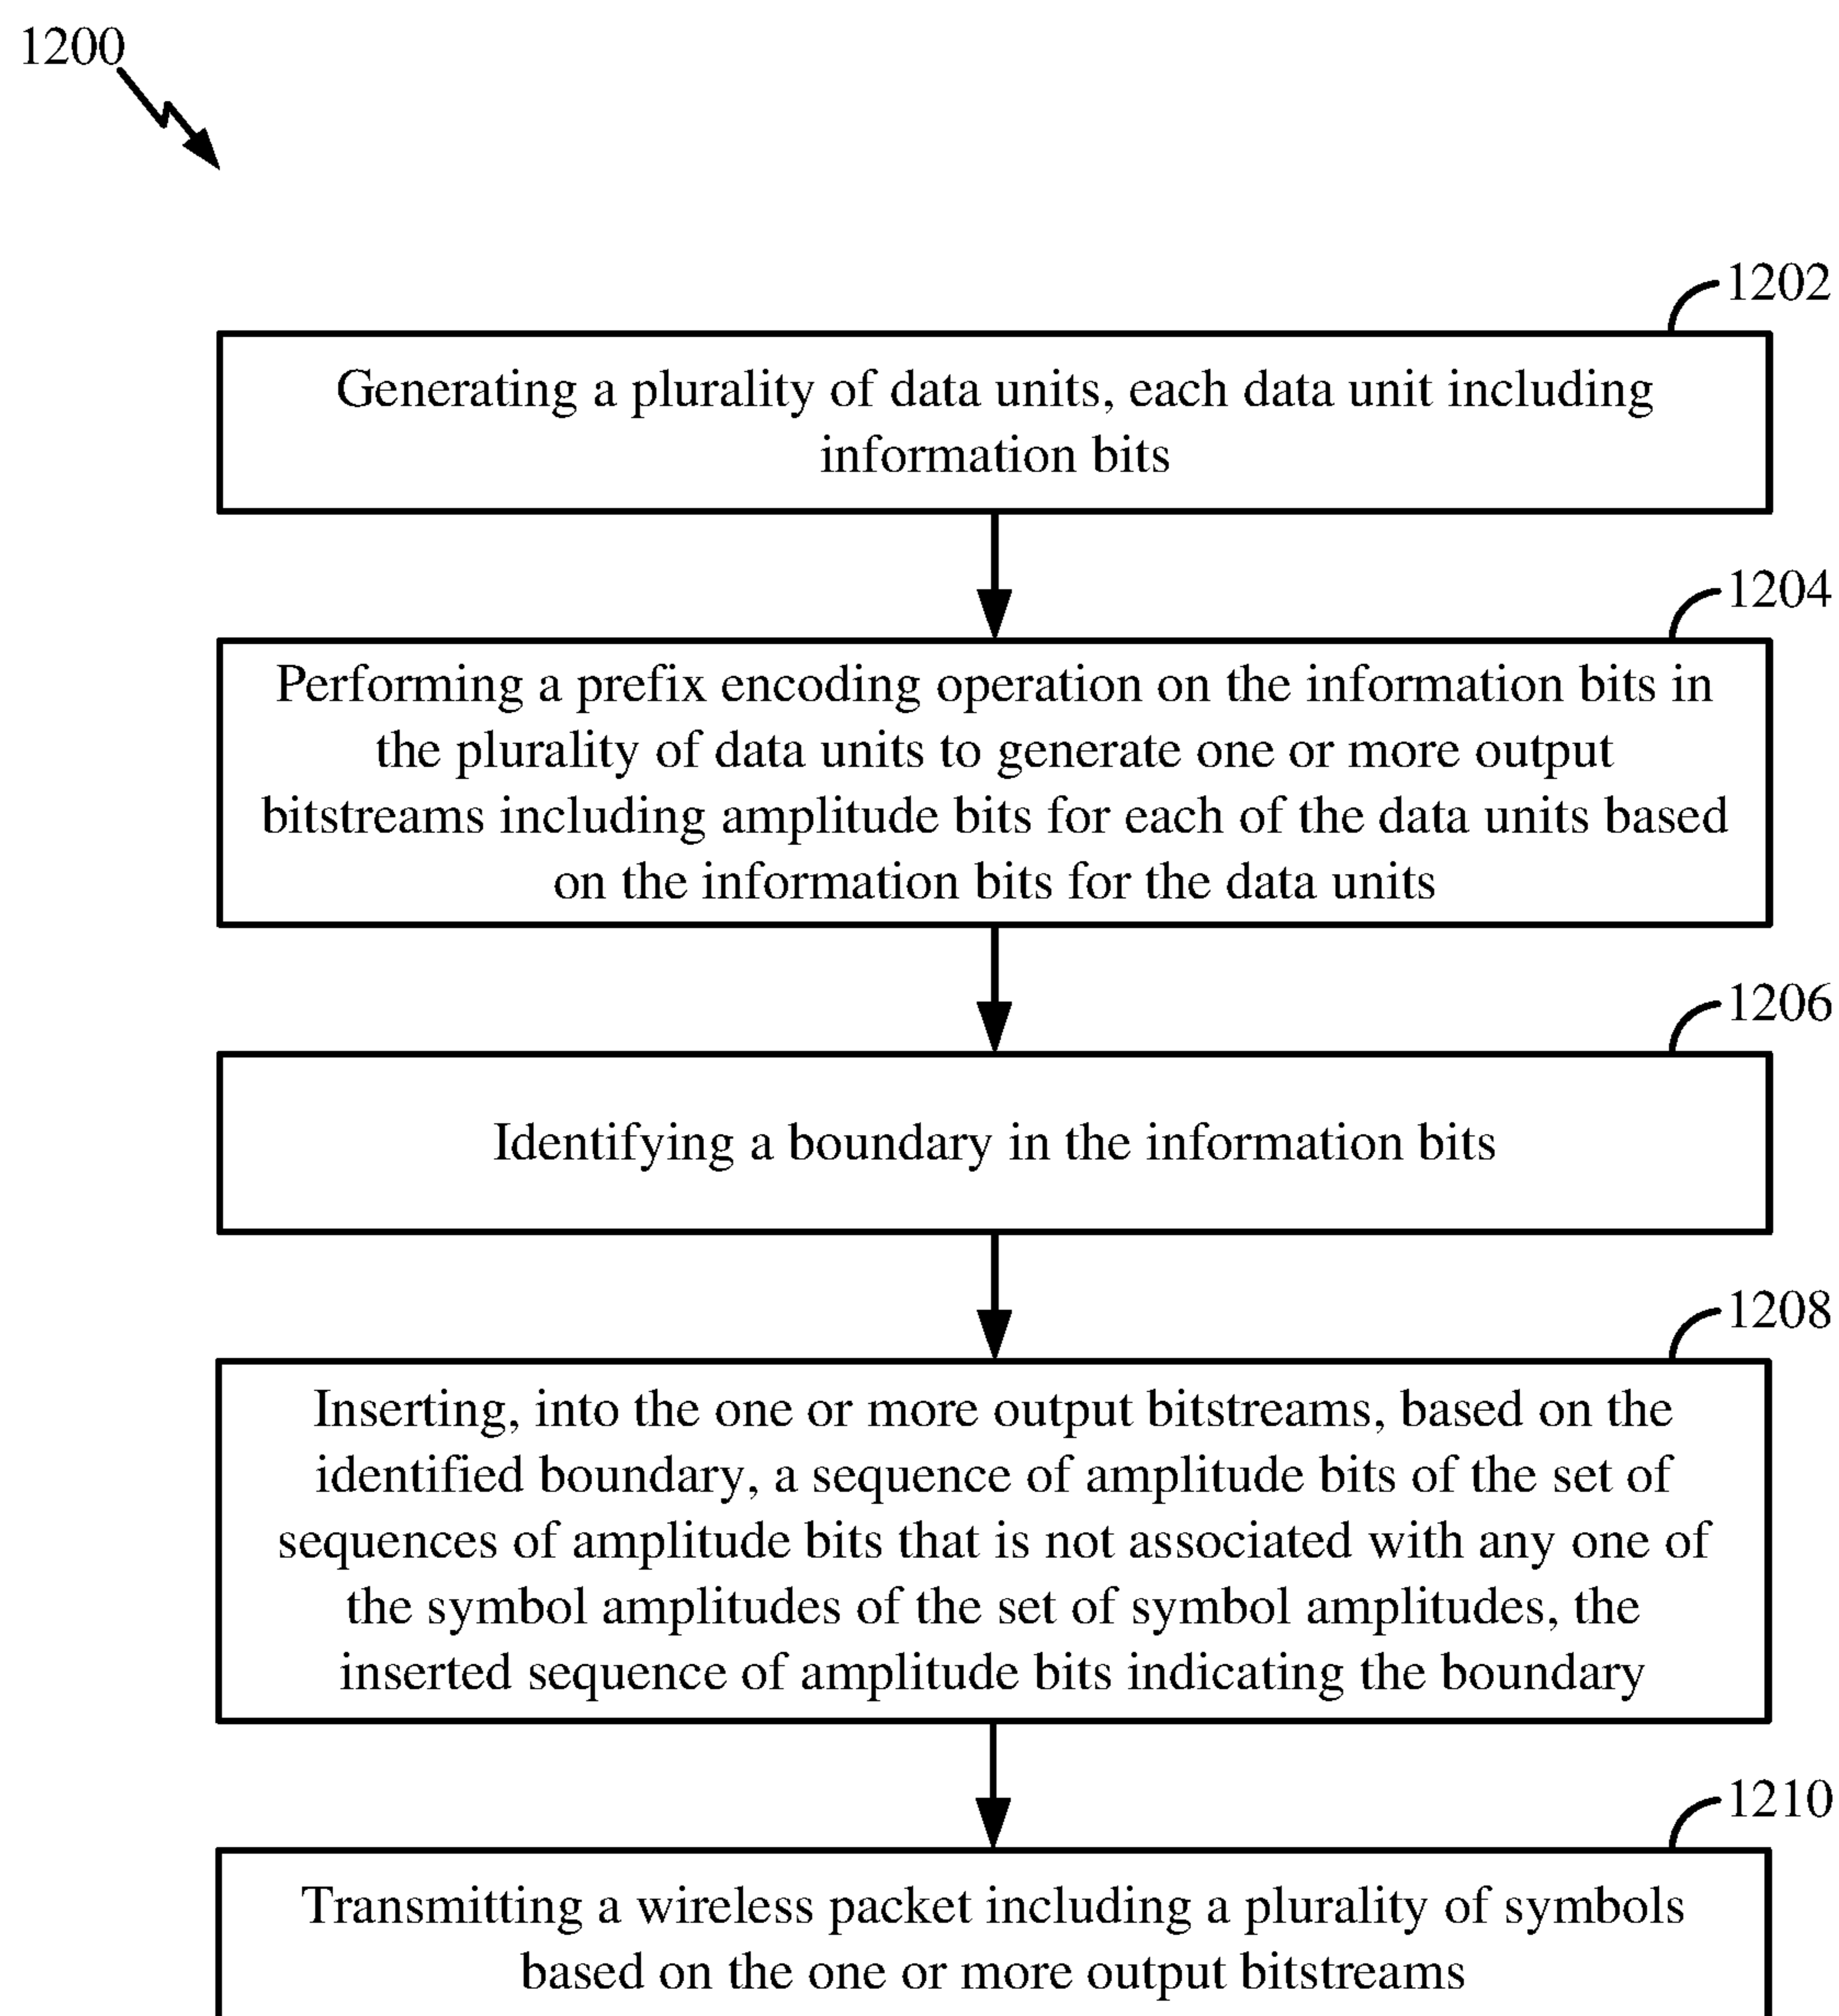 1200
1202
Generating a plurality of data units, each data unit including
information bits
1204
Performing a prefix encoding operation on the information bits in
the plurality of data units to generate one or more output
bitstreams including amplitude bits for each of the data units based
on the information bits for the data units
1206
Identifying a boundary in the information bits
1208
Inserting, into the one or more output bitstreams, based on the
identified boundary, a sequence of amplitude bits of the set of
sequences of amplitude bits that is not associated with any one of
the symbol amplitudes of the set of symbol amplitudes, the
inserted sequence of amplitude bits indicating the boundary
1210
Transmitting a wireless packet including a plurality of symbols
based on the one or more output bitstreams